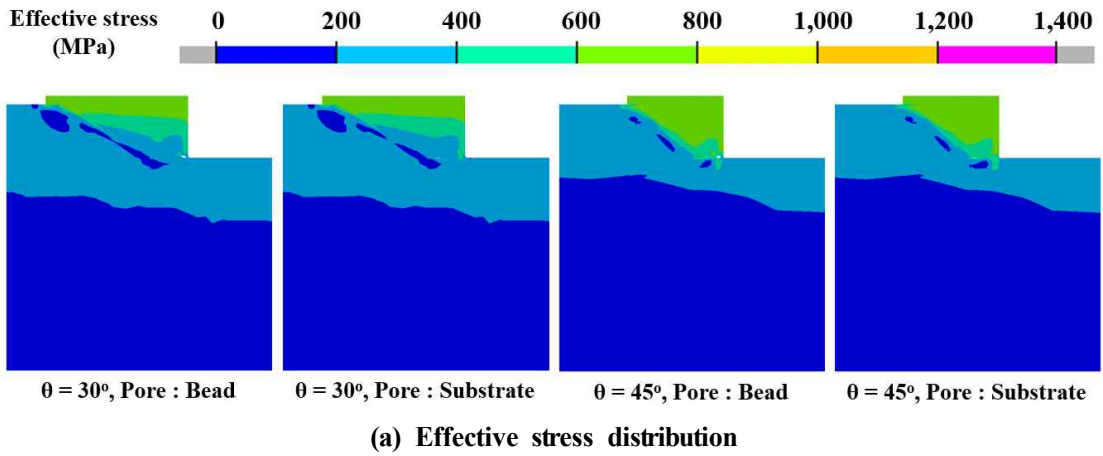 Effective stress
(MPa)
0 200 400 600 800 1,000 1,200 1,400
θ = 30°, Pore : Bead
θ = 30°, Pore : Substrate
θ = 45°, Pore : Bead
θ = 45°, Pore : Substrate
(a) Effective stress distribution